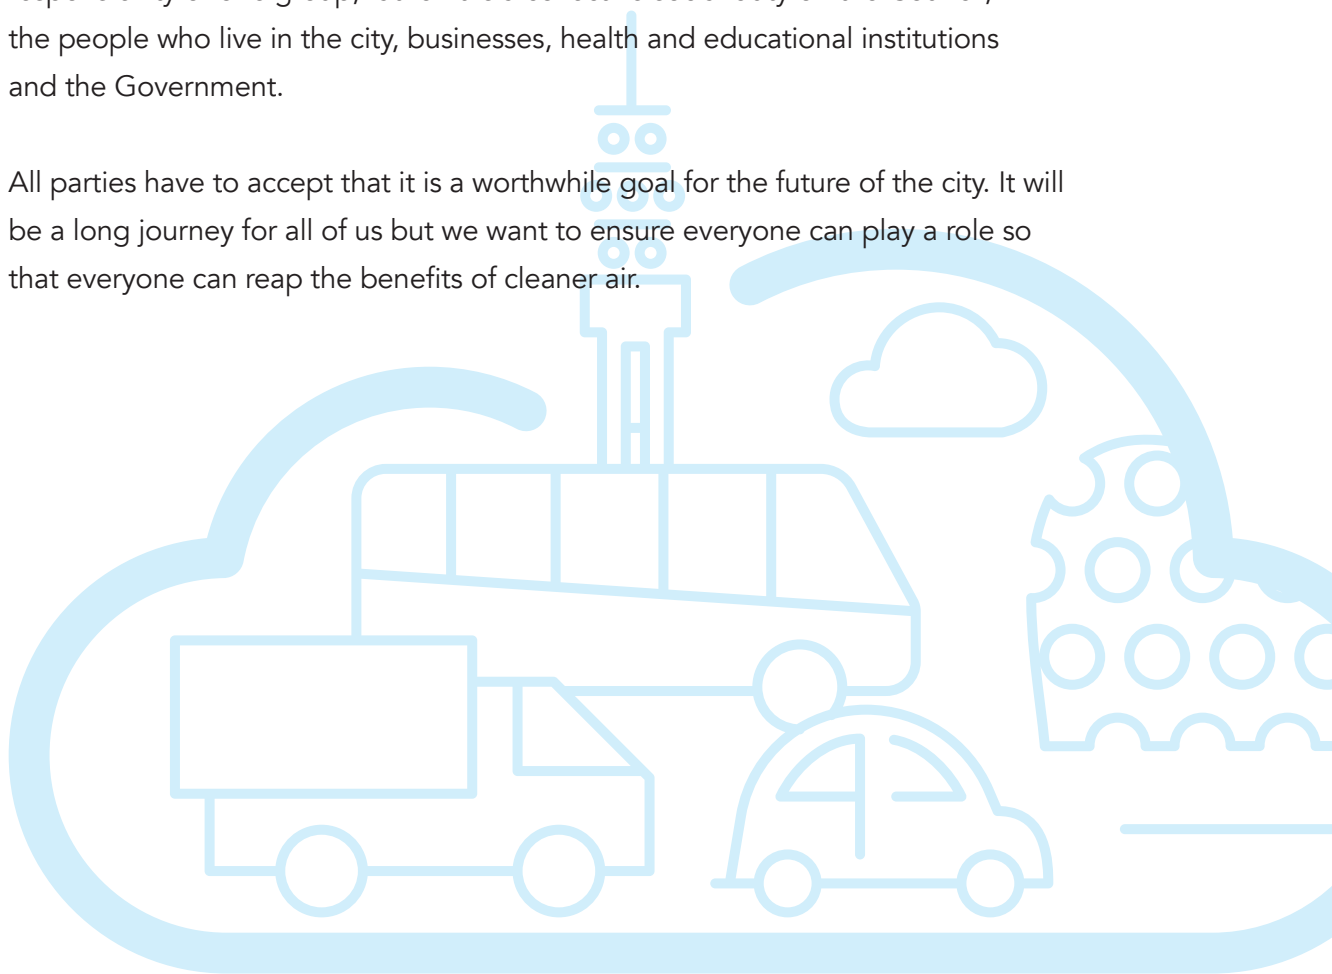 the people who live in the city, businesses, health and educational institutions
and the Government.
All parties have to accept that it is a worthwhile goal for the future of the city. It will
be a long journey for all of us but we want to ensure everyone can play a role so
that everyone can reap the benefits of cleaner air.